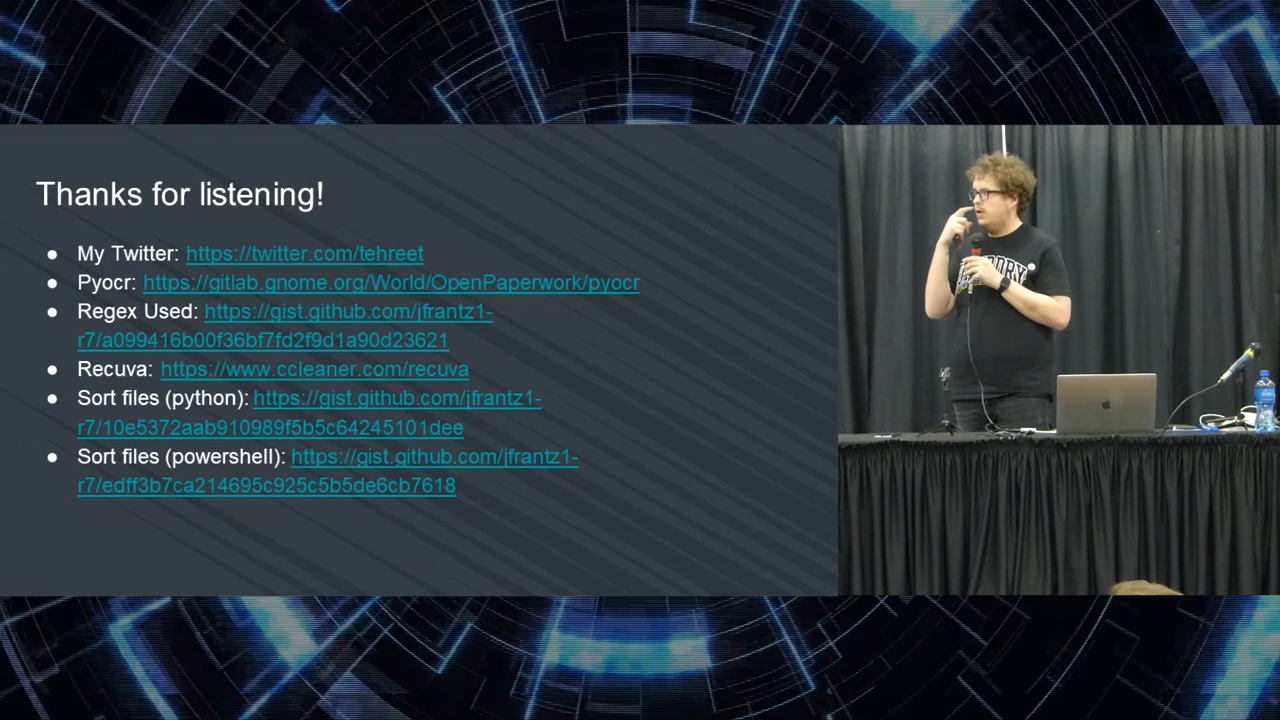 Thanks for listening!
● My Twitter: https://twitter.com/tehreet
● Pyocr: https://gitlab.gnome.org/World/OpenPaperwork/pyocr
● Regex Used: https://gist.github.com/jfrantz1-
r7/a099416b00f36bf7fd2f9d1a90d23621
● Recuva: https://www.ccleaner.com/recuva
● Sort files (python): https://gist.github.com/jfrantz1-
r7/10e5372aab910989f5b5c64245101dee
● Sort files (powershell): https://gist.github.com/jfrantz1-
r7/edff3b7ca214695c925c5b5de6cb7618